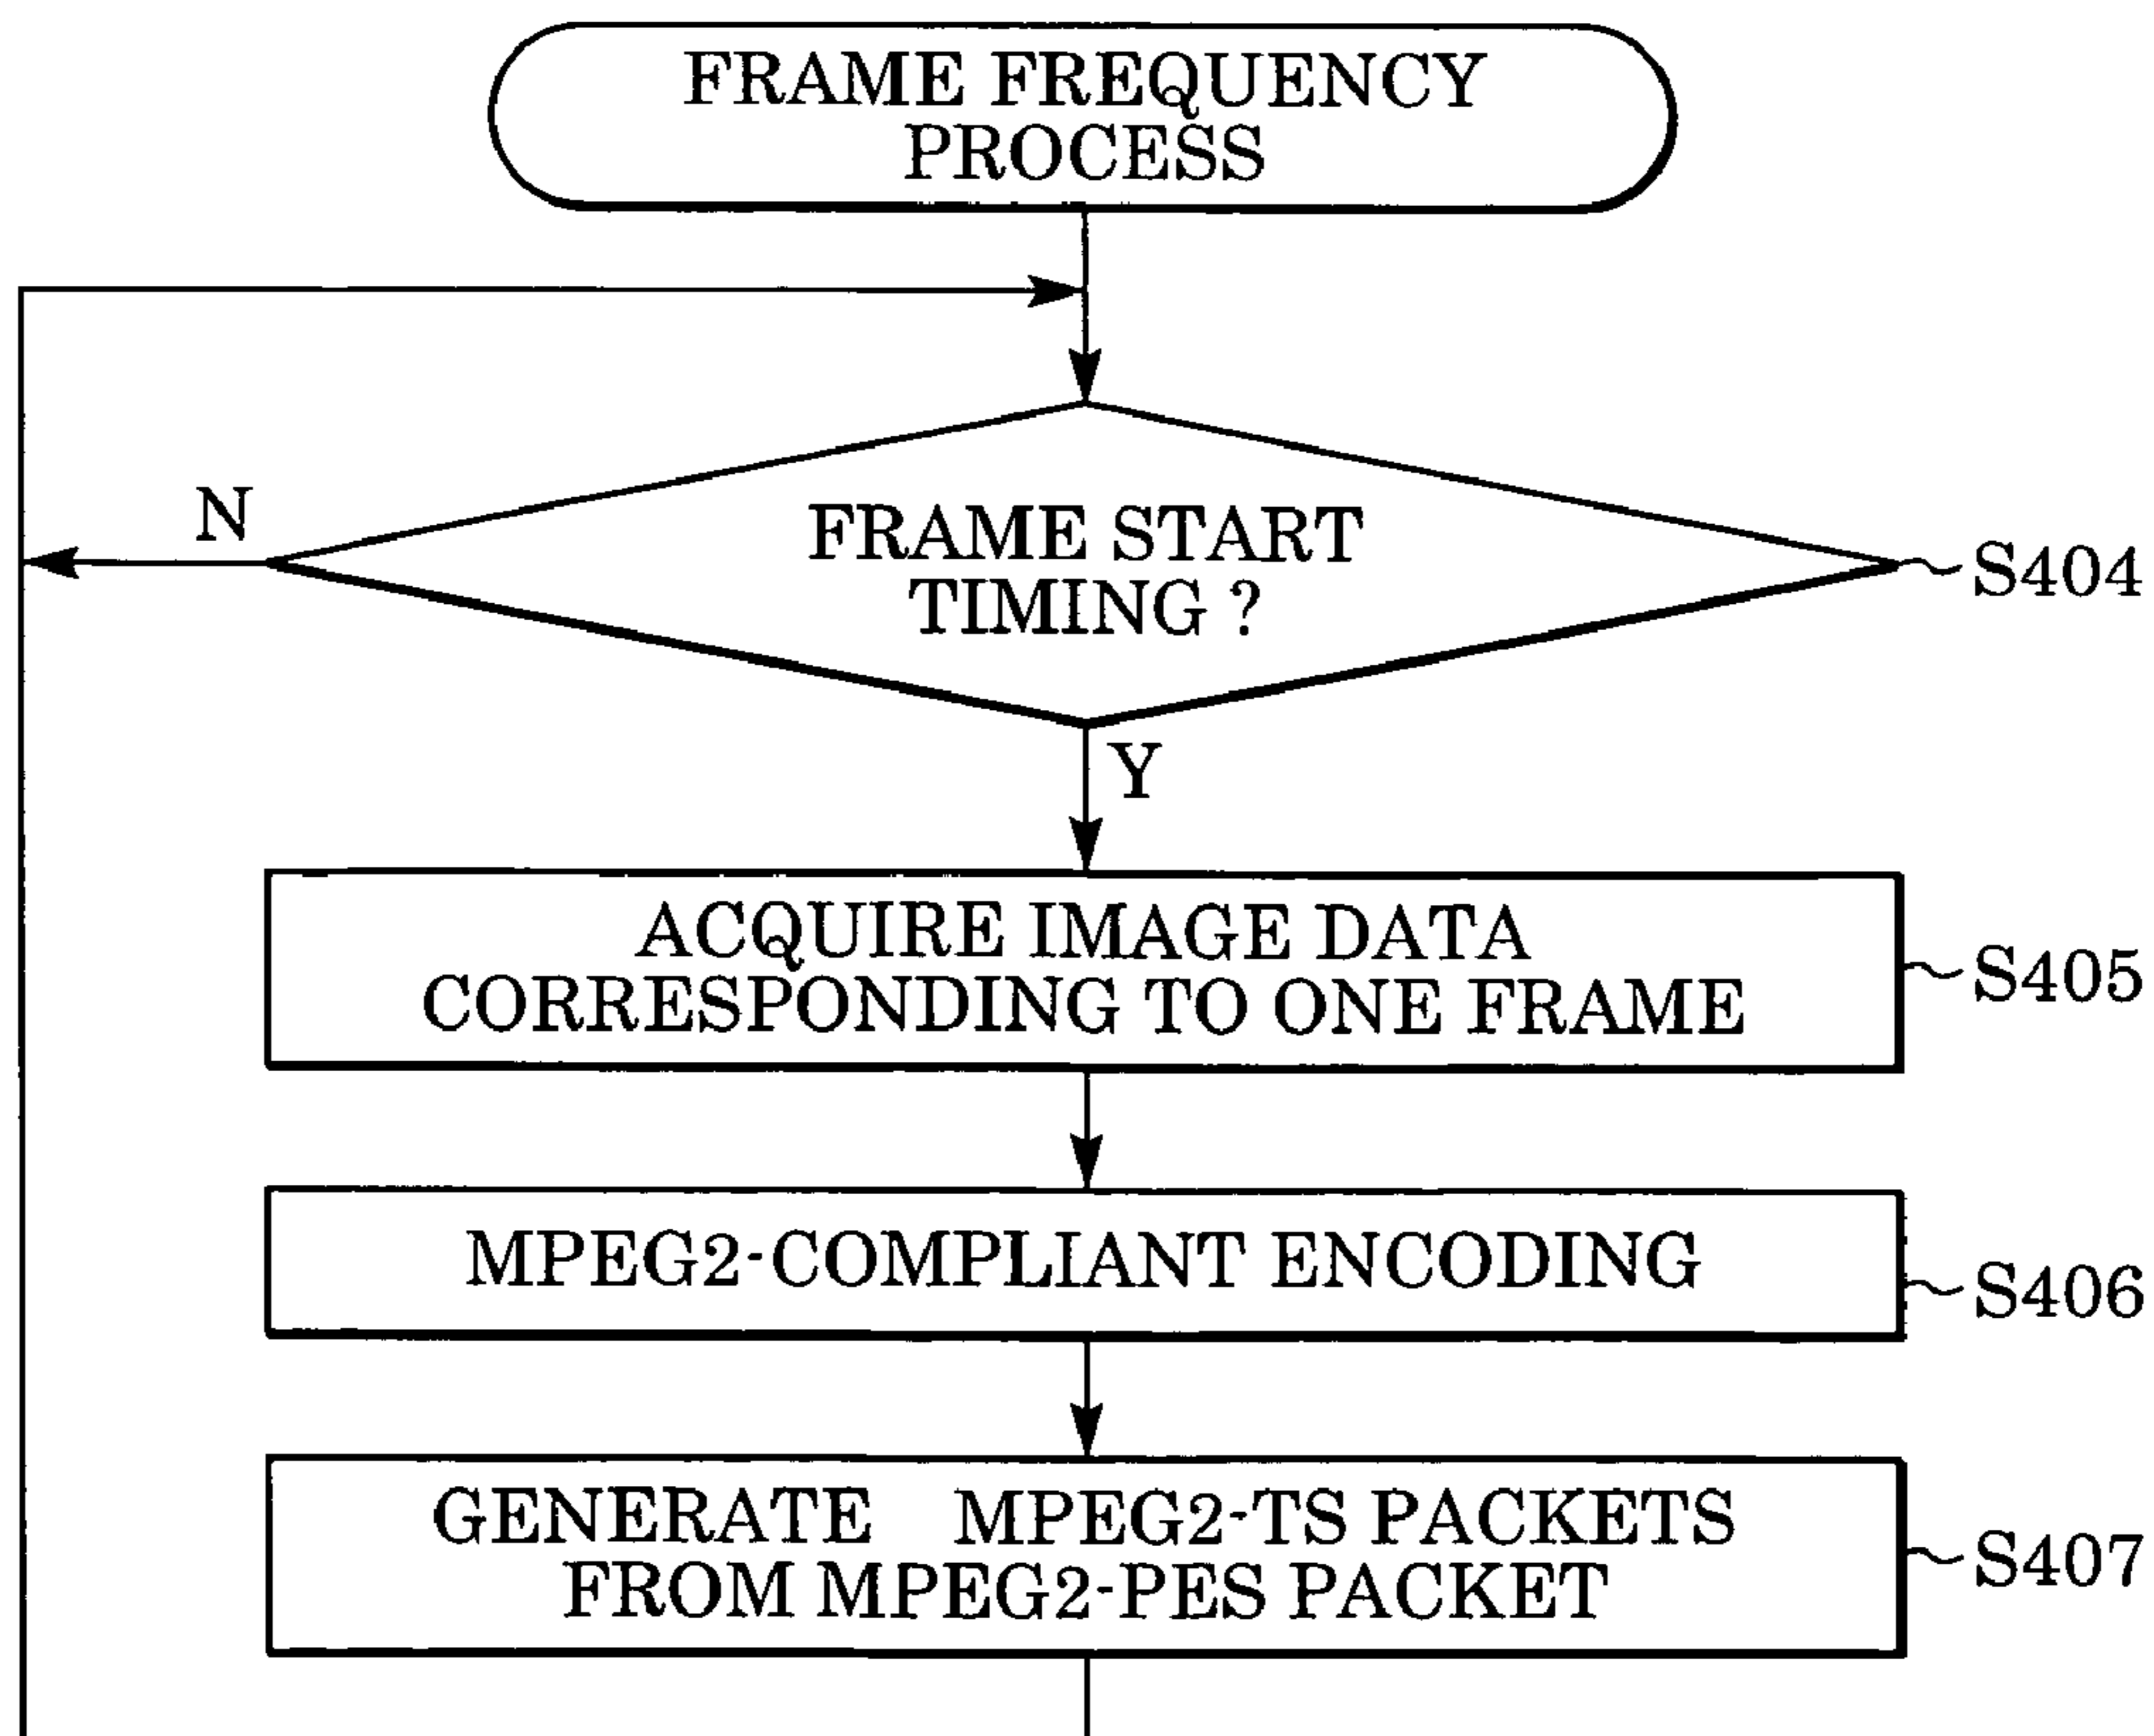 FRAME FREQUENCY
PROCESS
N
FRAME START
TIMING ?
S404
Y
ACQUIRE IMAGE DATA
CORRESPONDING TO ONE FRAME
S405
MPEG2-COMPLIANT ENCODING
S406
GENERATE MPEG2-TS PACKETS
FROM MPEG2-PES PACKET
S407